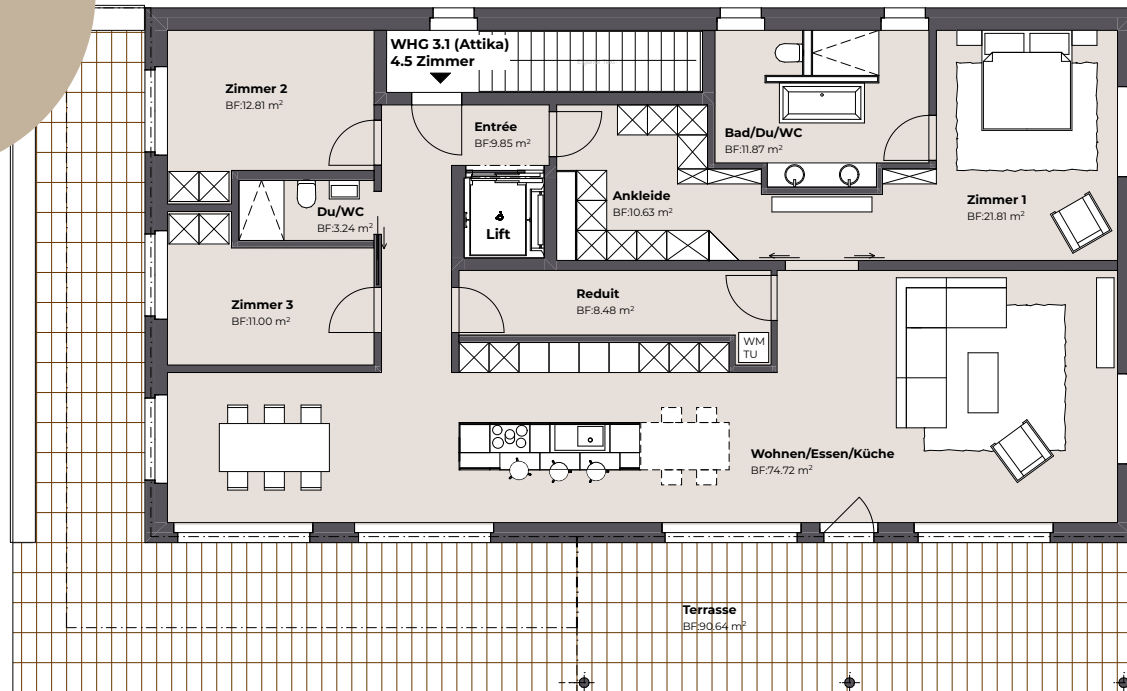 WHG 3.1 (Attika)
4.5 Zimmer
Zimmer 2
BF:12.81 m²
Entrée
BF:9.85 m²
Bad/Du/WC
BF:11.87 m²
Du/WC
BF:3.24 m²
Ankleide
BF:10.63 m²
Zimmer 1
BF:21.81 m²
Lift
Zimmer 3
BF:11.00 m²
Reduit
BF:8.48 m²
WM
TU
Wohnen/Essen/Küche
BF:74.72 m²
Terrasse
BF:90.64 m²